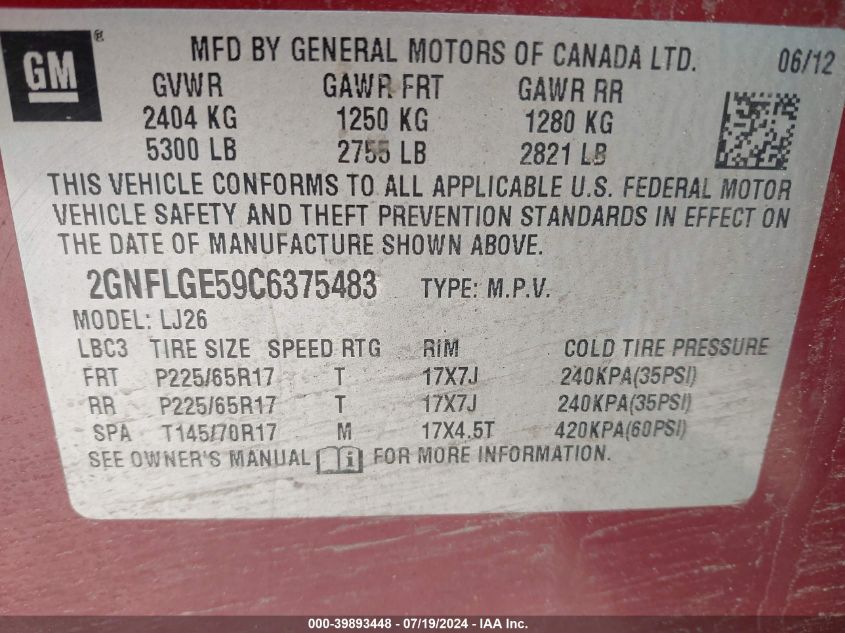 GM ®
MFD BY GENERAL MOTORS OF CANADA LTD. 06/12
GVWR GAWR FRT GAWR RR
2404 KG 1250 KG 1280 KG
5300 LB 2755 LB 2821 LB
THIS VEHICLE CONFORMS TO ALL APPLICABLE U.S. FEDERAL MOTOR
VEHICLE SAFETY AND THEFT PREVENTION STANDARDS IN EFFECT ON
THE DATE OF MANUFACTURE SHOWN ABOVE.
2GNFLGE59C6375483 TYPE: M.P.V.
MODEL: LJ26
LBC3 TIRE SIZE SPEED RTG RIM COLD TIRE PRESSURE
FRT P225/65R17 T 17X7J 240KPA(35PSI)
RR P225/65R17 T 17X7J 240KPA(35PSI)
SPA T145/70R17 M 17X4.5T 420KPA(60PSI)
SEE OWNER'S MANUAL i FOR MORE INFORMATION.
000-39893448 - 07/19/2024 - IAA Inc.